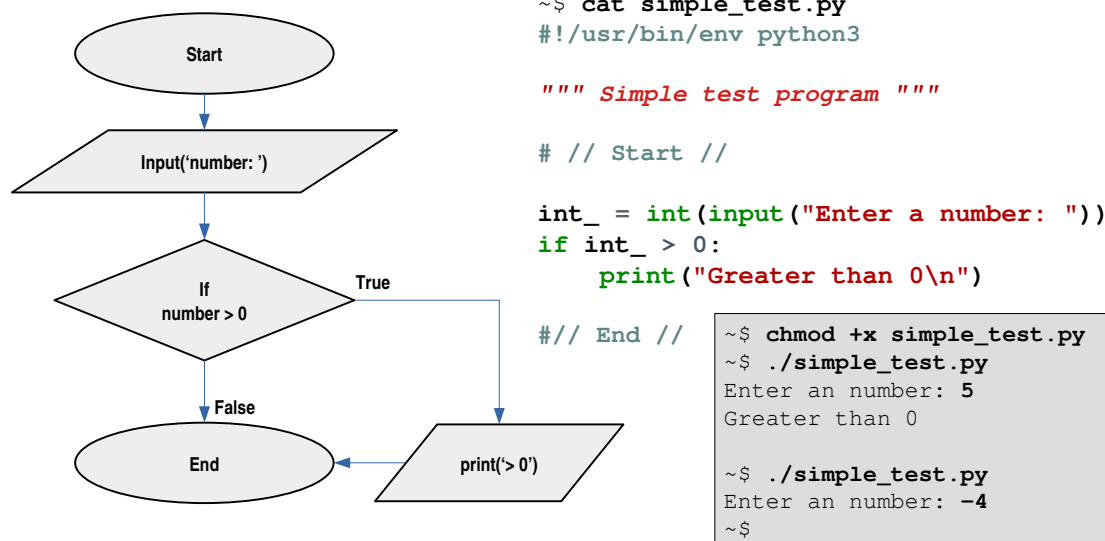 Start
Input(‘number: ’)
If
number > 0
True
False
End
print(‘> 0’)
~$ cat simple_test.py
#!/usr/bin/env python3
""" Simple test program """
# // Start //
int_ = int(input("Enter a number: "))
if int_ > 0:
    print("Greater than 0\n")
#// End //
~$ chmod +x simple_test.py
~$ ./simple_test.py
Enter an number: 5
Greater than 0
~$ ./simple_test.py
Enter an number: -4
~$